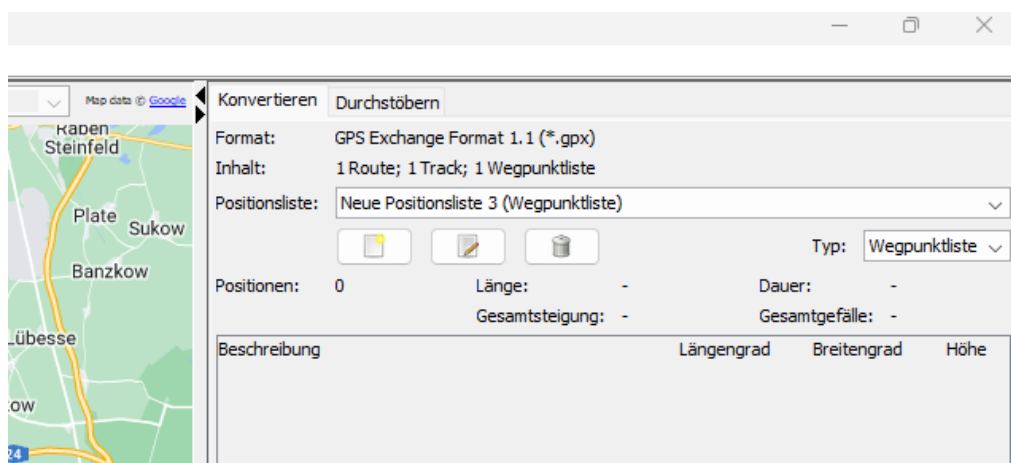 Map data © Google
Konvertieren Durchstöbern
Raben
Steinfeld
Plate
Sukow
Banzkow
Lübesse
ow
24
Format: GPS Exchange Format 1.1 (*.gpx)
Inhalt: 1 Route; 1 Track; 1 Wegpunktliste
Positionsliste: Neue Positionsliste 3 (Wegpunktliste)
Typ: Wegpunktliste
Positionen: 0 Länge: - Dauer: -
Gesamtsteigung: - Gesamtgefälle: -
Beschreibung Längengrad Breitengrad Höhe